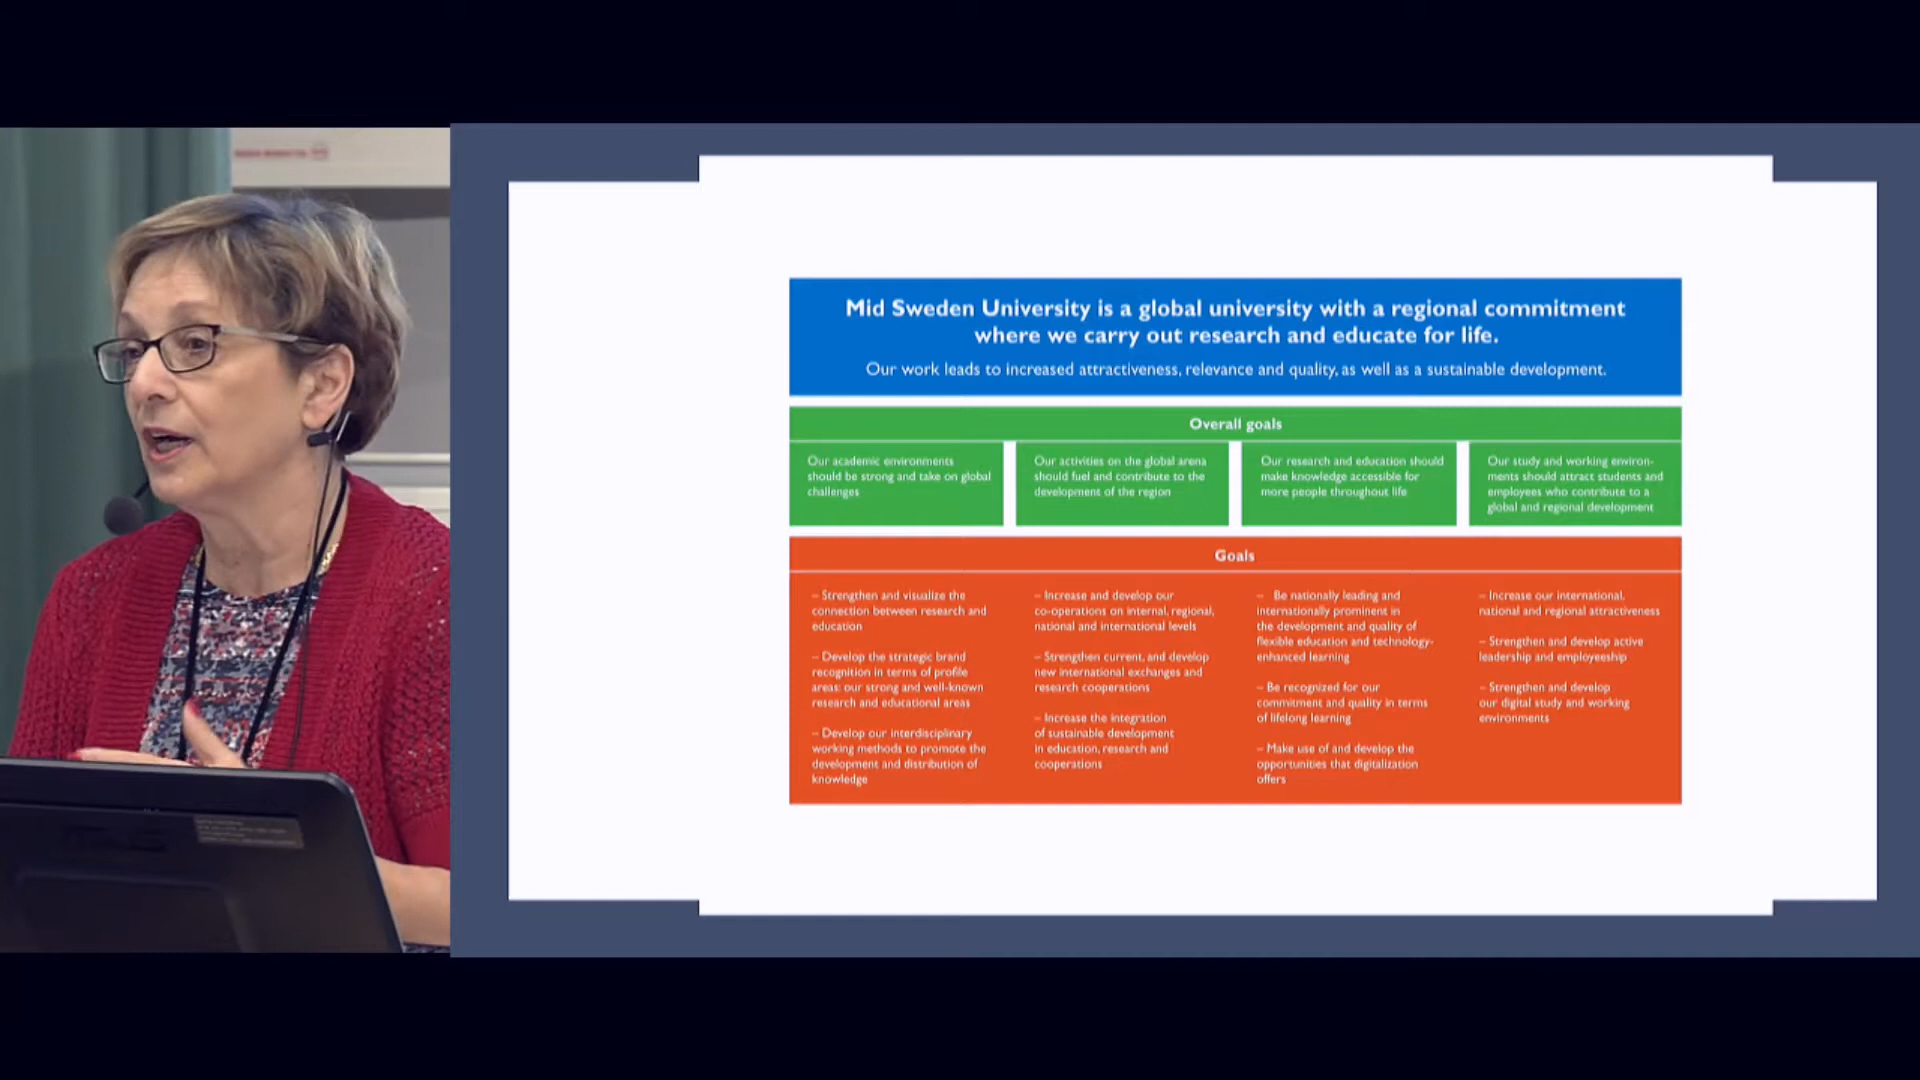 Mid Sweden University is a global university with a regional commitment
where we carry out research and educate for life.
Our work leads to increased attractiveness, relevance and quality, as well as a sustainable development.
Overall goals
Our academic environments
should be strong and take on global
challenges
Our activities on the global arena
should fuel and contribute to the
development of the region
Our research and education should
make knowledge accessible for
more people throughout life
Our study and working environ-
ments should attract students and
employees who contribute to a
global and regional development
Goals
– Strengthen and visualize the
connection between research and
education
– Develop the strategic brand
recognition in terms of profile
areas: our strong and well-known
research and educational areas
– Develop our interdisciplinary
working methods to promote the
development and distribution of
knowledge
– Increase and develop our
co-operations on internal, regional,
national and international levels
– Strengthen current, and develop
new international exchanges and
research cooperations
– Increase the integration
of sustainable development
in education, research and
cooperations
– Be nationally leading and
internationally prominent in
the development and quality of
flexible education and technology-
enhanced learning
– Be recognized for our
commitment and quality in terms
of lifelong learning
– Make use of and develop the
opportunities that digitalization
offers
– Increase our international,
national and regional attractiveness
– Strengthen and develop active
leadership and employeeship
– Strengthen and develop
our digital study and working
environments